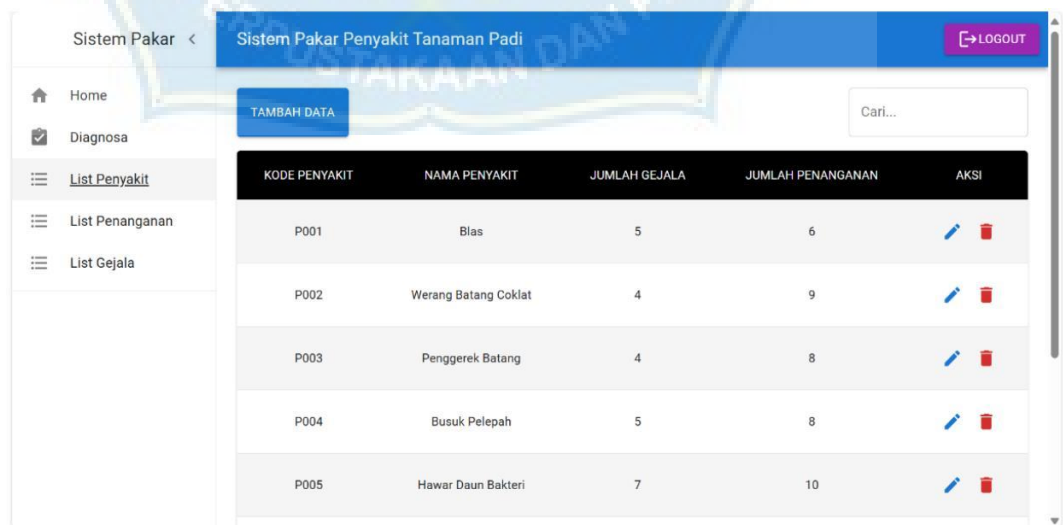 Sistem Pakar <
Sistem Pakar Penyakit Tanaman Padi
LOGOUT
Home
Diagnosa
List Penyakit
List Penanganan
List Gejala
TAMBAH DATA
Cari...
KODE PENYAKIT NAMA PENYAKIT JUMLAH GEJALA JUMLAH PENANGANAN AKSI
P001 Blas 5 6
P002 Werang Batang Coklat 4 9
P003 Penggerek Batang 4 8
P004 Busuk Pelepah 5 8
P005 Hawar Daun Bakteri 7 10